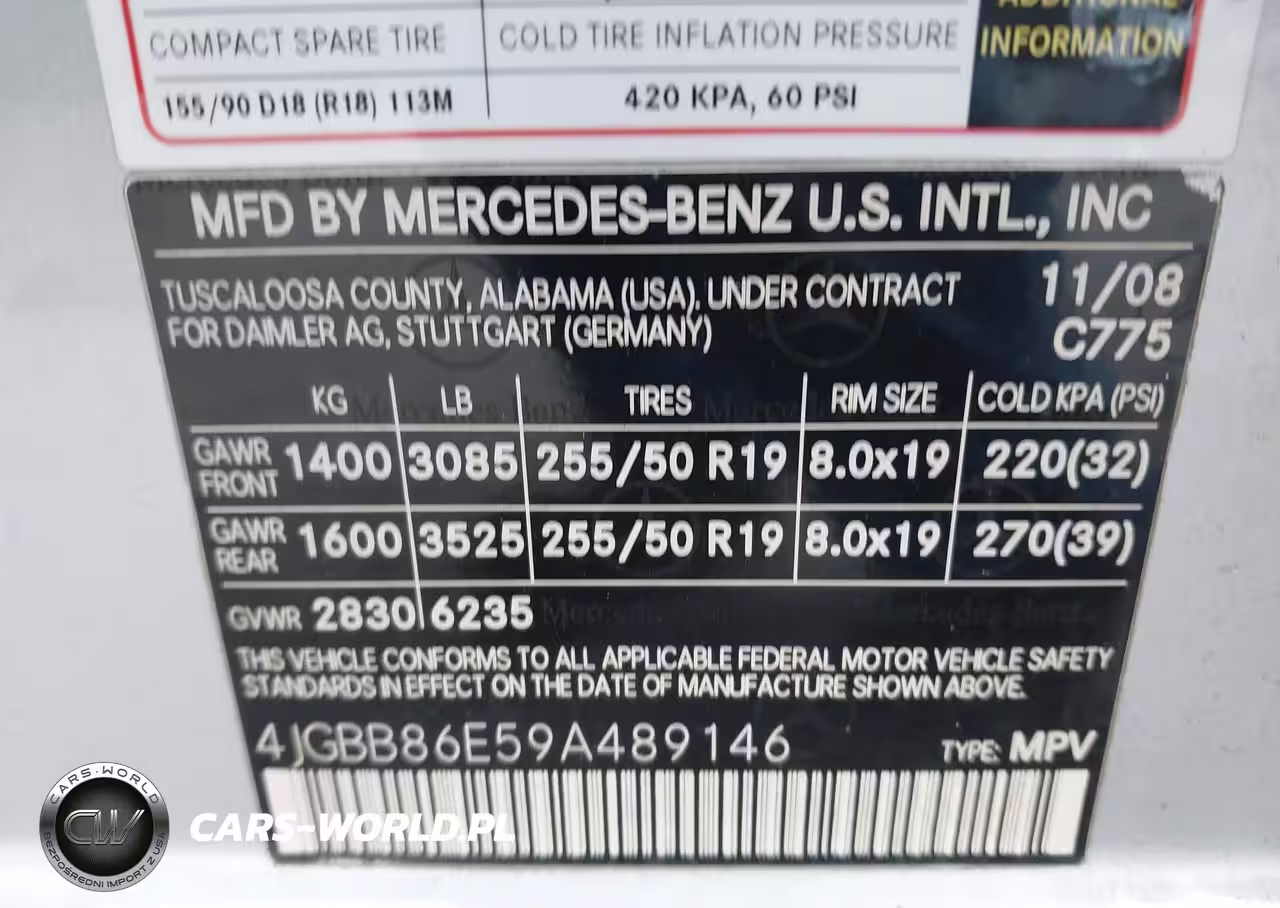 ADDITIONAL
INFORMATION
COMPACT SPARE TIRE COLD TIRE INFLATION PRESSURE
155/90 D18 (R18) 113M 420 KPA, 60 PSI
MFD BY MERCEDES-BENZ U.S. INTL., INC
TUSCALOOSA COUNTY, ALABAMA (USA), UNDER CONTRACT 11/08
FOR DAIMLER AG, STUTTGART (GERMANY) C775
KG LB TIRES RIM SIZE COLD KPA (PSI)
GAWR FRONT 1400 3085 255/50 R19 8.0x19 220(32)
GAWR REAR 1600 3525 255/50 R19 8.0x19 270(39)
GVWR 2830 6235
THIS VEHICLE CONFORMS TO ALL APPLICABLE FEDERAL MOTOR VEHICLE SAFETY
STANDARDS IN EFFECT ON THE DATE OF MANUFACTURE SHOWN ABOVE.
4JGBB86E59A489146 TYPE: MPV
CARS-WORLD
CW
BEZPOŚREDNI IMPORT Z USA
CARS-WORLD.PL